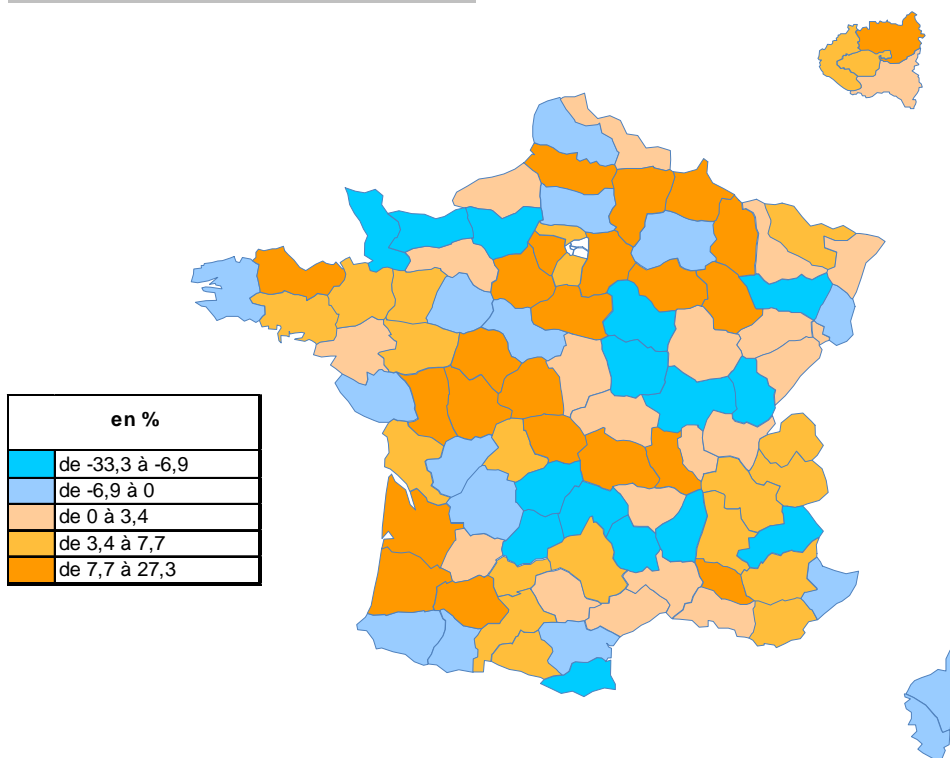 en %
de -33,3 à -6,9
de -6,9 à 0
de 0 à 3,4
de 3,4 à 7,7
de 7,7 à 27,3